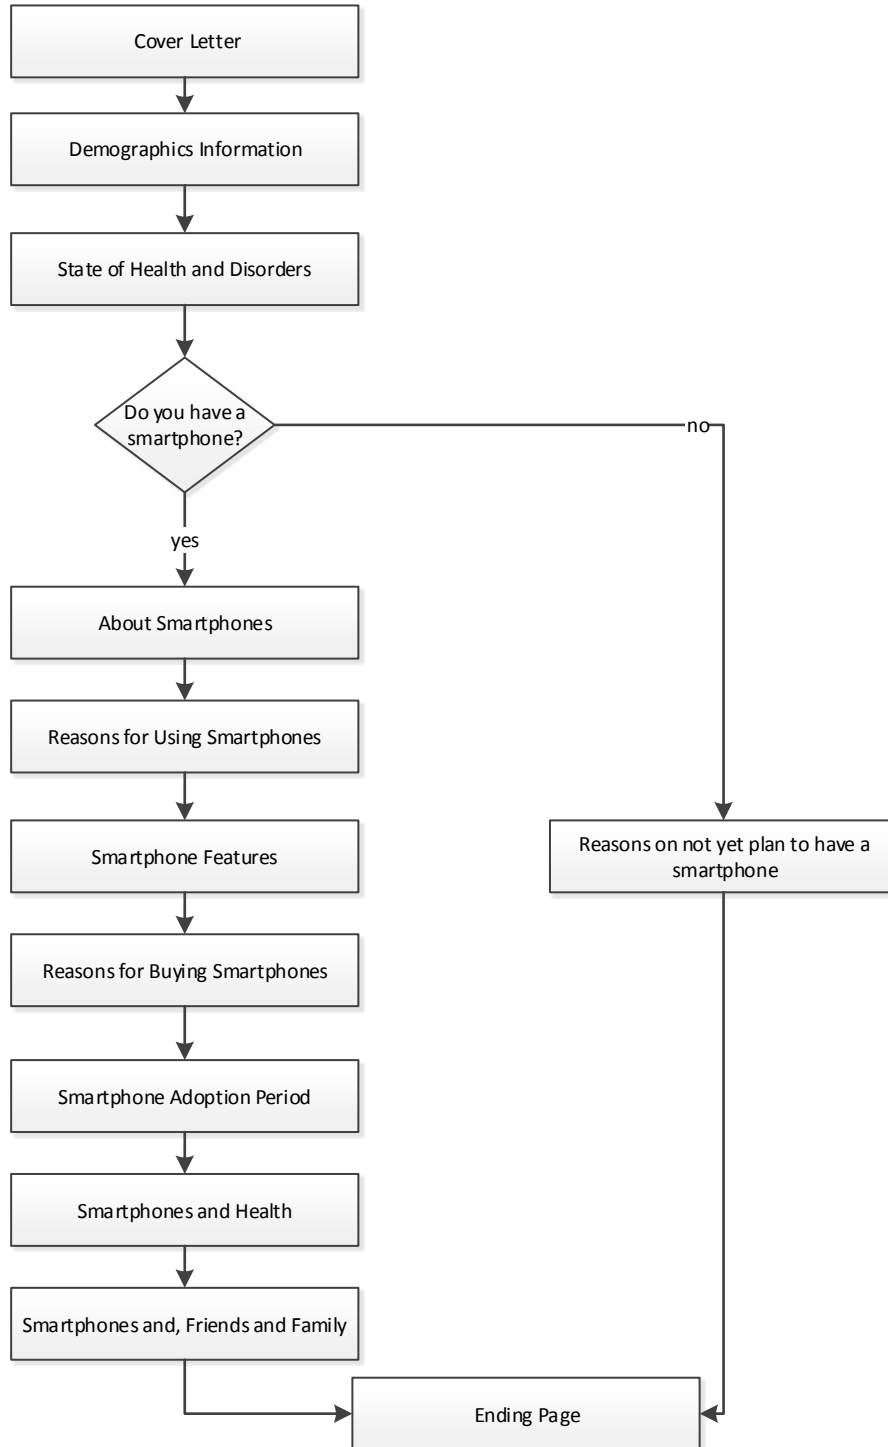 Cover Letter
Demographics Information
State of Health and Disorders
Do you have a
smartphone?
no
yes
About Smartphones
Reasons for Using Smartphones
Smartphone Features
Reasons on not yet plan to have a
smartphone
Reasons for Buying Smartphones
Smartphone Adoption Period
Smartphones and Health
Smartphones and, Friends and Family
Ending Page